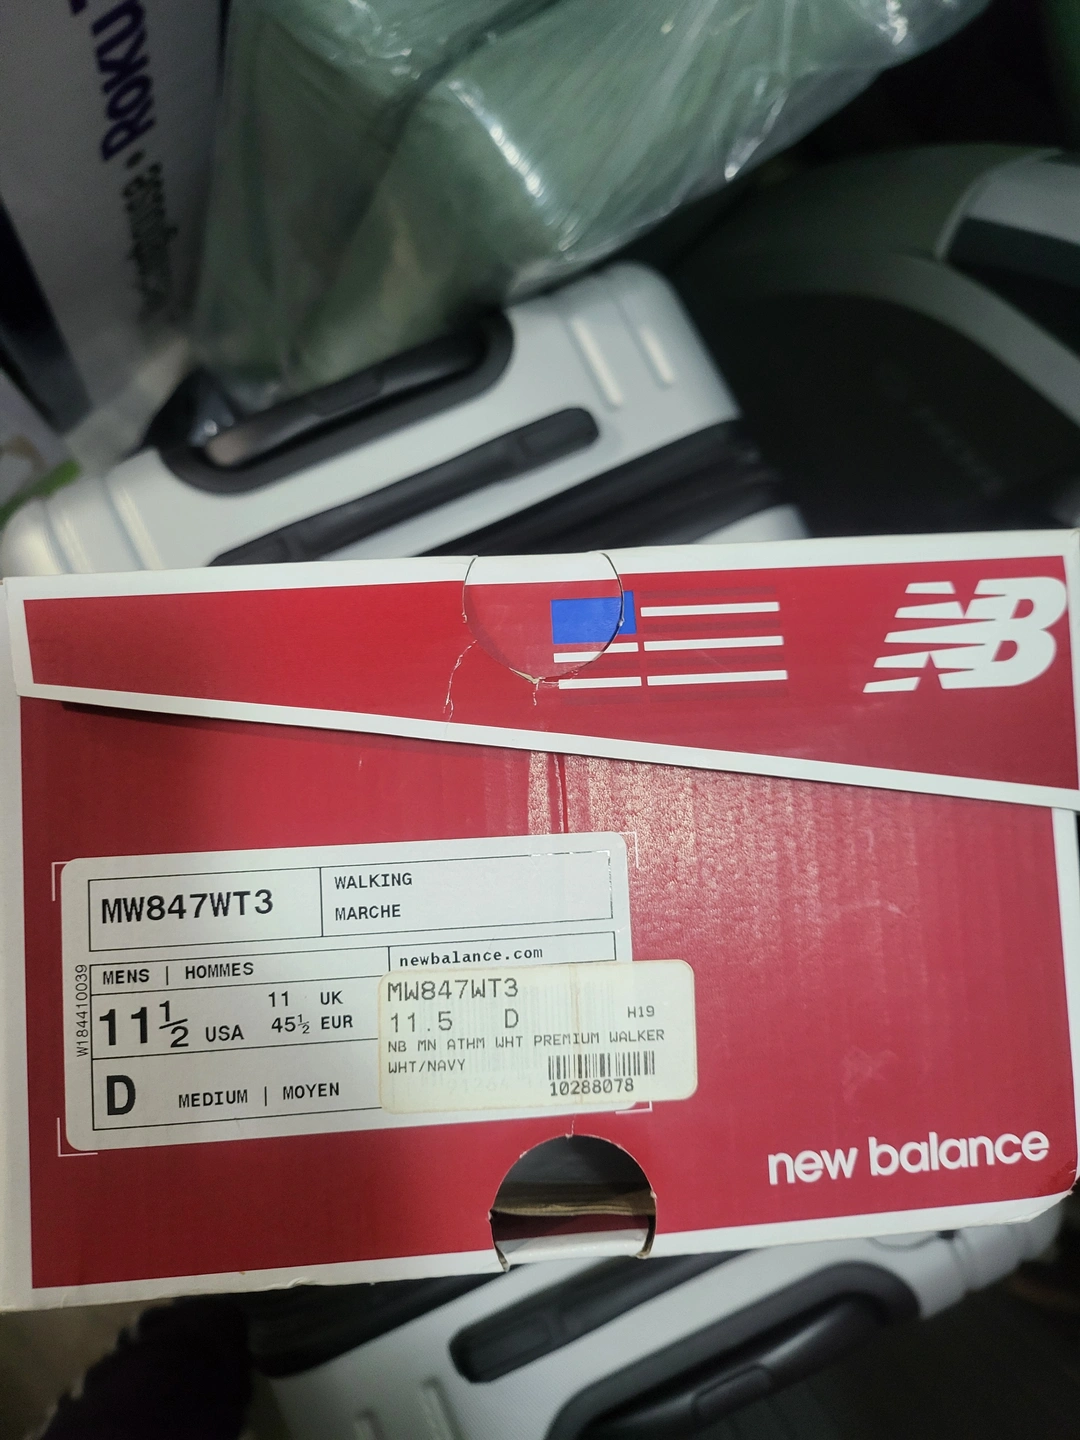 ROKU
NB
MW847WT3
WALKING
MARCHE
newbalance.com
MENS | HOMMES
11½ USA
11 UK
45½ EUR
D MEDIUM | MOYEN
W184410039
MW847WT3
11.5 D H19
NB MN ATHM WHT PREMIUM WALKER
WHT/NAVY
10288078
new balance